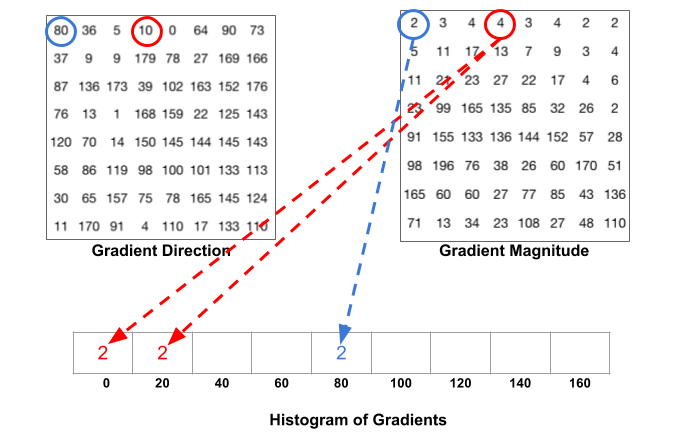 80 36 5 10 0 64 90 73
37 9 9 179 78 27 169 166
87 136 173 39 102 163 152 176
76 13 1 168 159 22 125 143
120 70 14 150 145 144 145 143
58 86 119 98 100 101 133 113
30 65 157 75 78 165 145 124
11 170 91 4 110 17 133 110
Gradient Direction
2 3 4 4 3 4 2 2
5 11 17 13 7 9 3 4
11 21 23 27 22 17 4 6
23 99 165 135 85 32 26 2
91 155 133 136 144 152 57 28
98 196 76 38 26 60 170 51
165 60 60 27 77 85 43 136
71 13 34 23 108 27 48 110
Gradient Magnitude
2 2 2
0 20 40 60 80 100 120 140 160
Histogram of Gradients